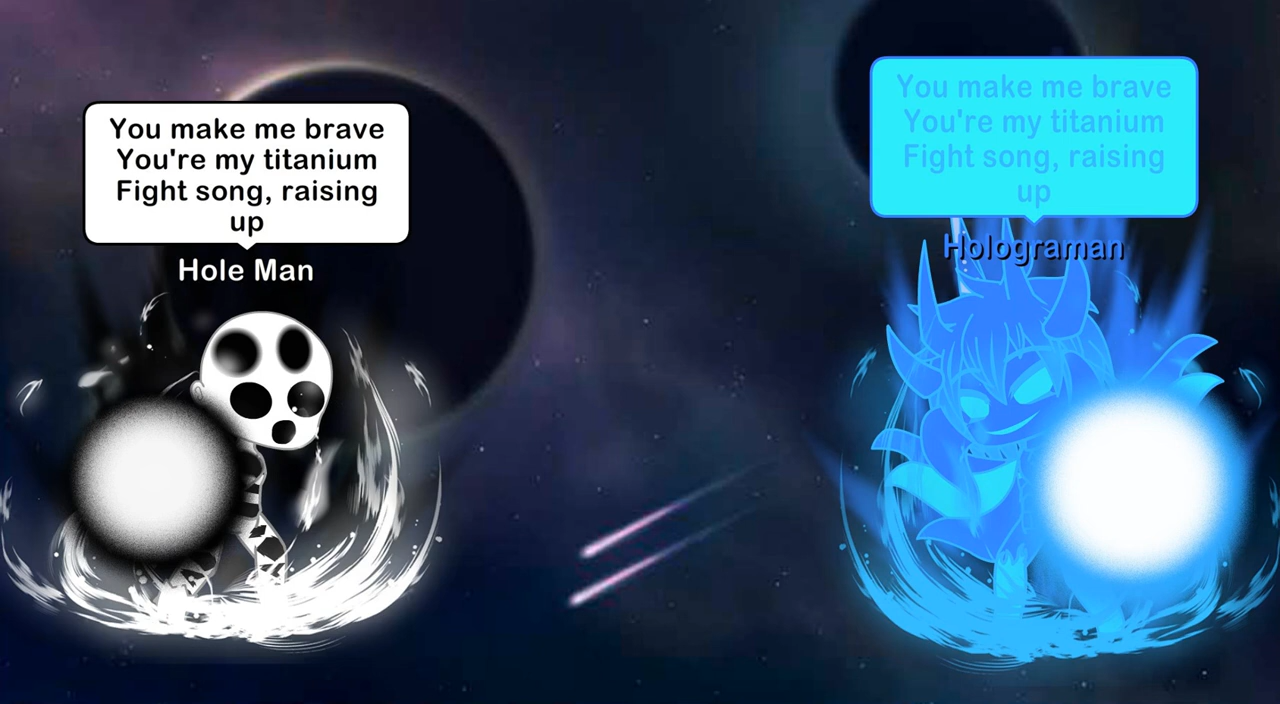 You make me brave
You're my titanium
Fight song, raising
up
Hole Man
You make me brave
You're my titanium
Fight song, raising
up
Holograman